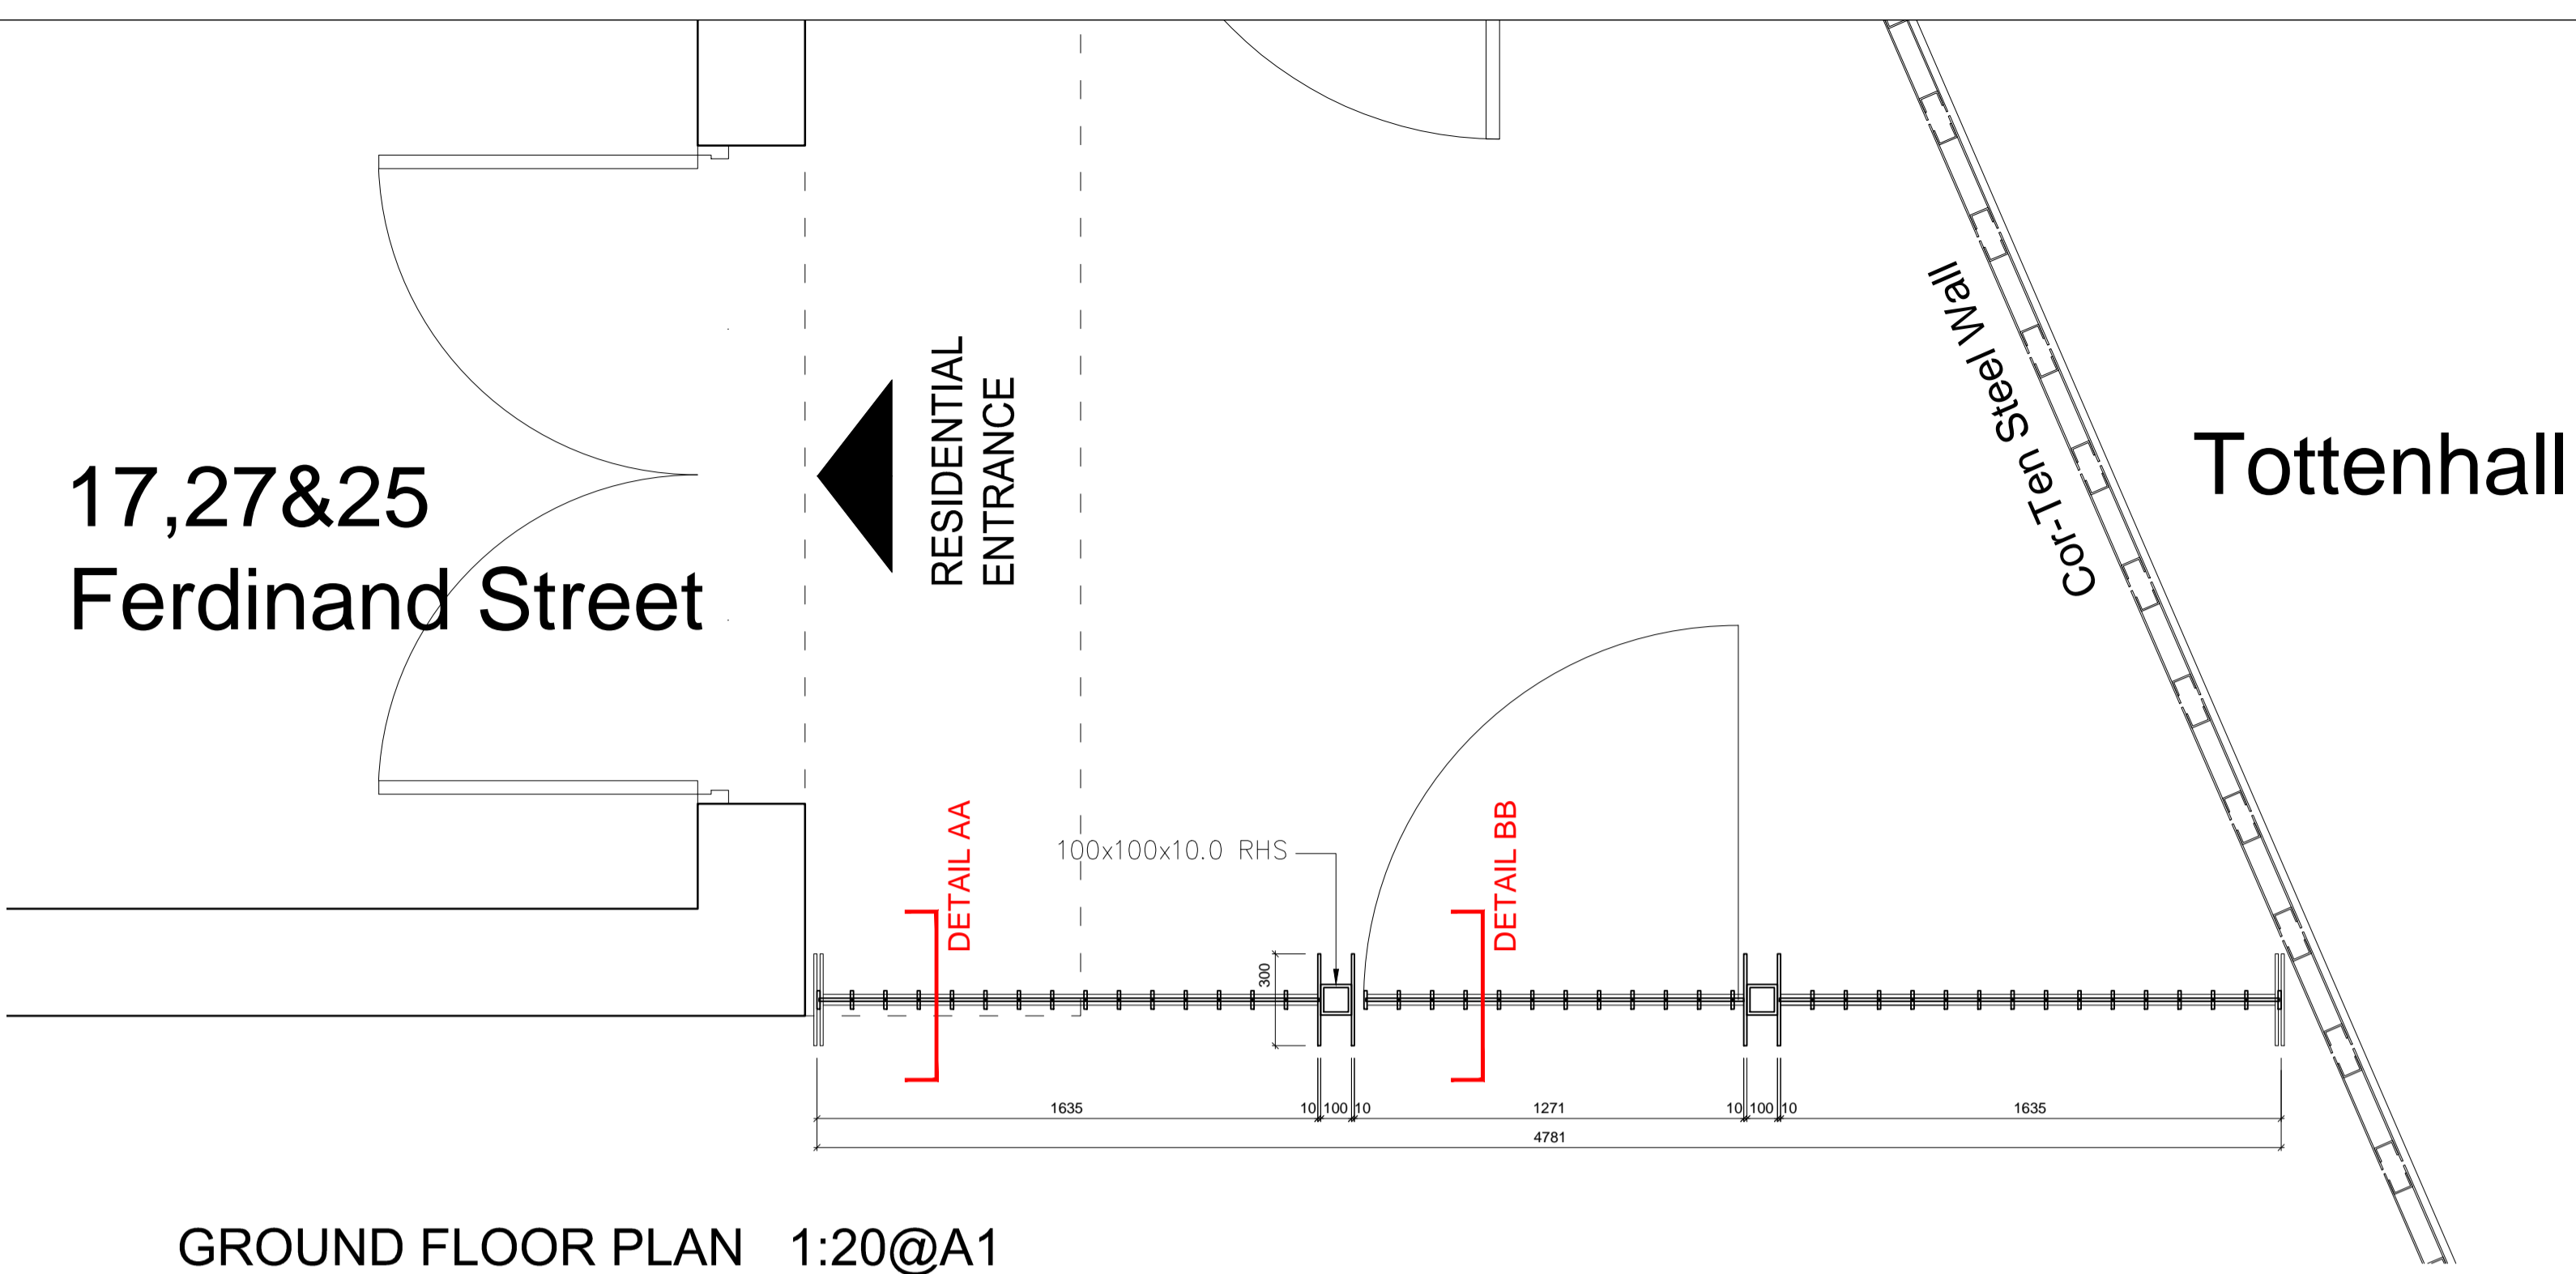 17,27&25
Ferdinand Street
RESIDENTIAL
ENTRANCE
Cor-Ten Steel Wall
Tottenhall
DETAIL AA
100x100x10.0 RHS
DETAIL BB
300
1635
10 100 10
1271
10 100 10
1635
4781
GROUND FLOOR PLAN 1:20@A1